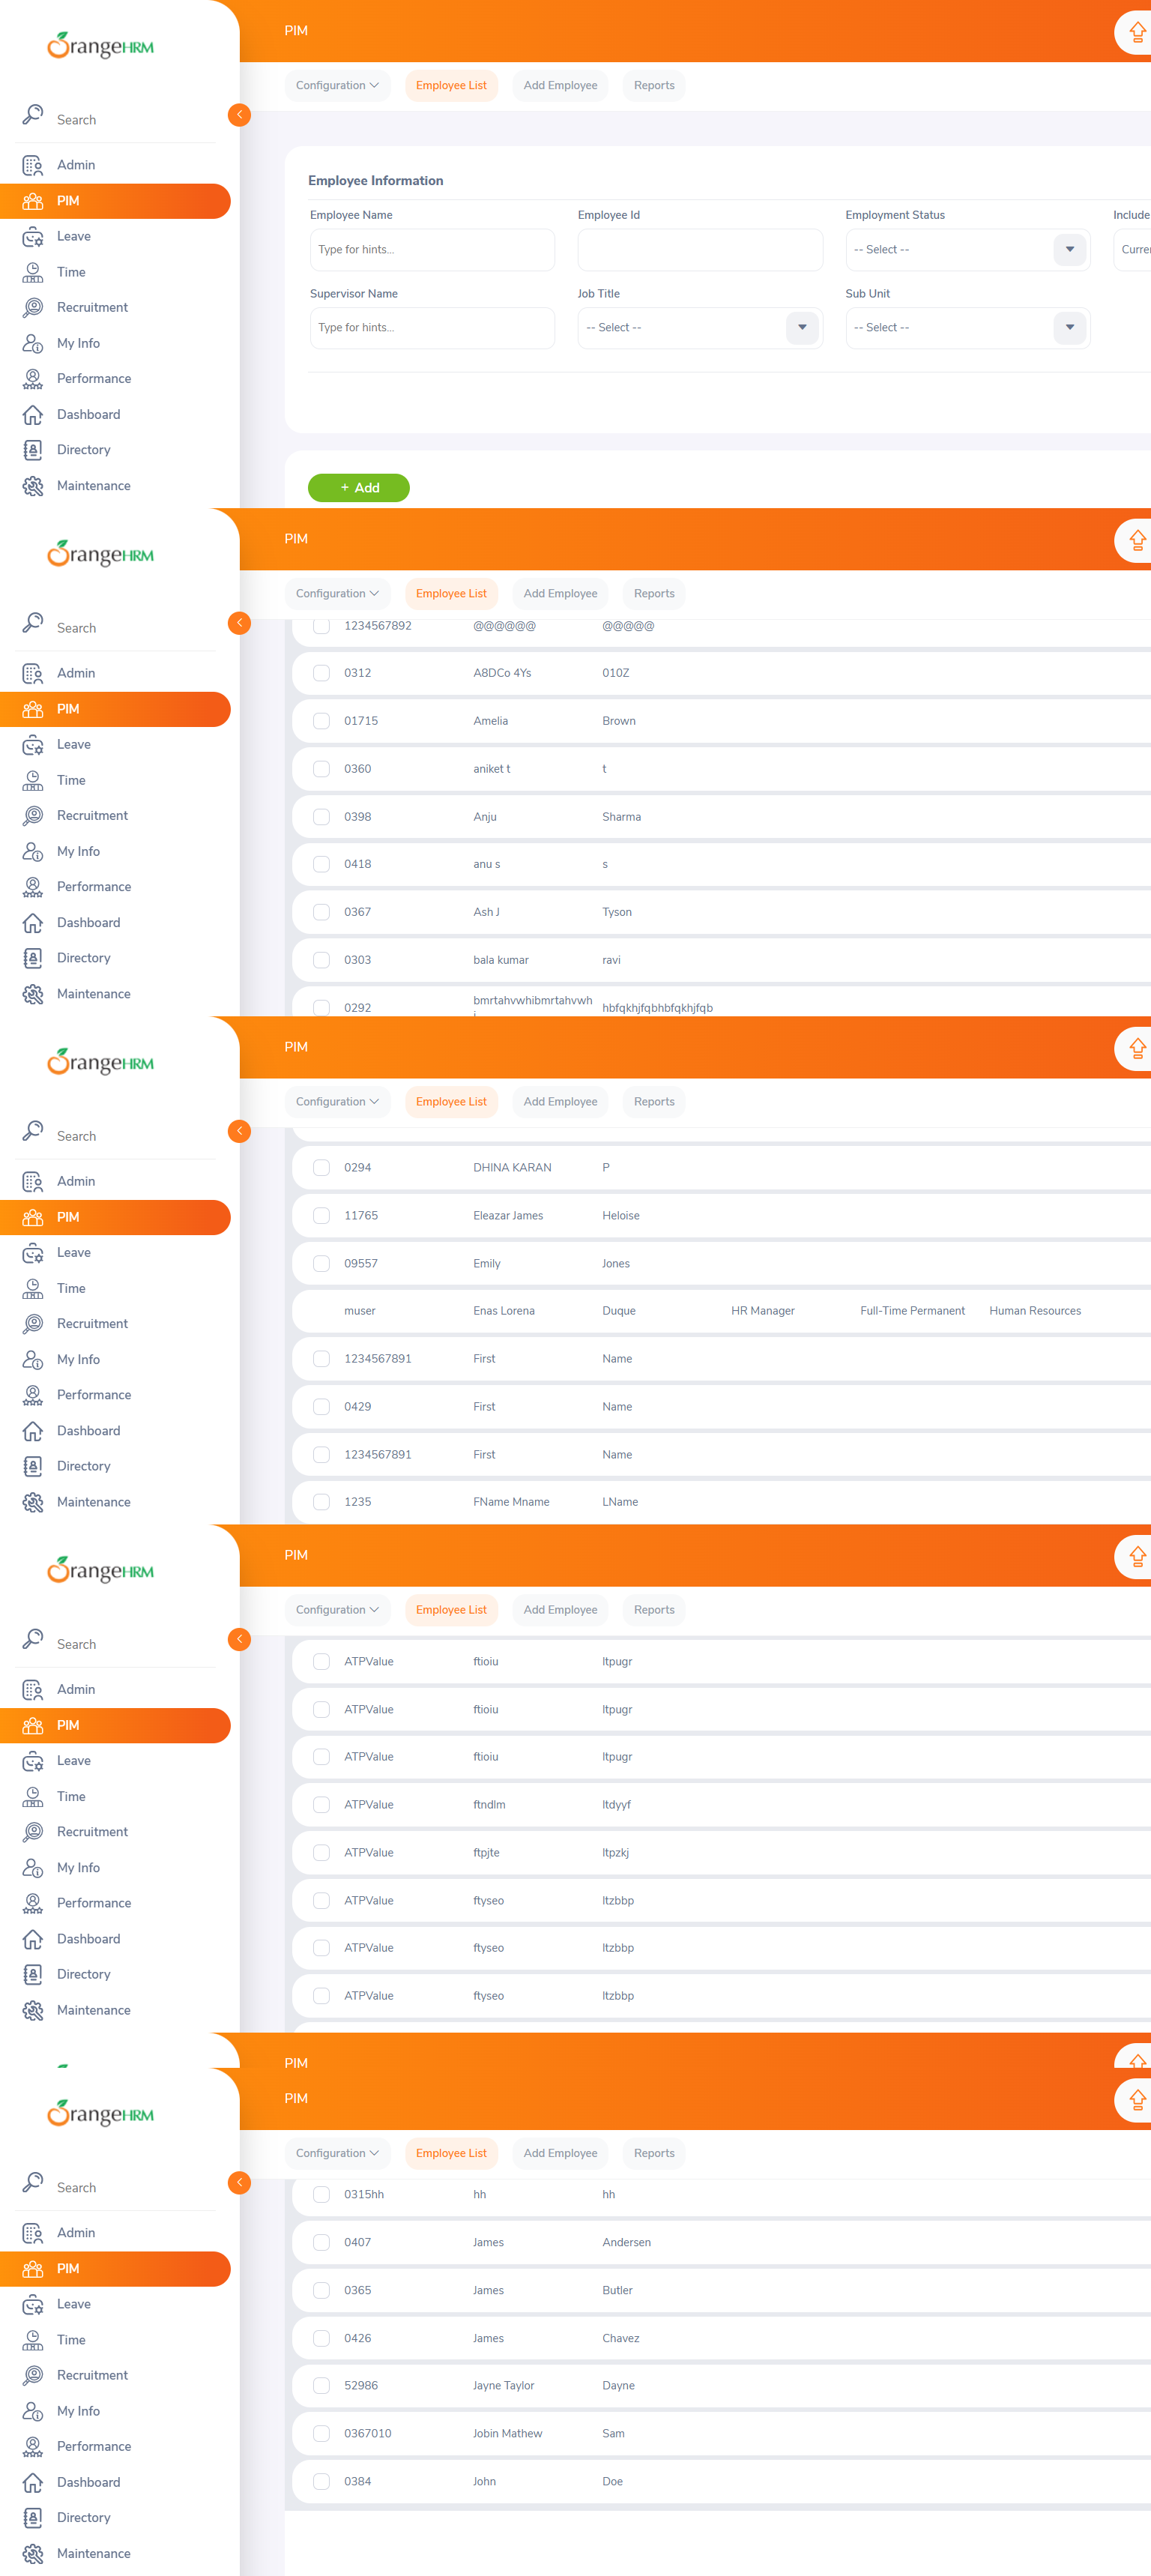 PIM
OrangeHRM
Configuration
Employee List
Add Employee
Reports
Search
Admin
PIM
Leave
Time
Recruitment
My Info
Performance
Dashboard
Directory
Maintenance
Employee Information
Employee Name
Employee Id
Employment Status
Include
Type for hints...
-- Select --
Curre
Supervisor Name
Job Title
Sub Unit
Type for hints...
-- Select --
-- Select --
+ Add
PIM
OrangeHRM
Configuration
Employee List
Add Employee
Reports
Search
Admin
PIM
Leave
Time
Recruitment
My Info
Performance
Dashboard
Directory
Maintenance
1234567892 @@@@@@ @@@@@
0312 A8DCo 4Ys 010Z
01715 Amelia Brown
0360 aniket t t
0398 Anju Sharma
0418 anu s s
0367 Ash J Tyson
0303 bala kumar ravi
0292 bmrtahvwhibmrtahvwh hbfqkhjfqbhbfqkhjfqb
PIM
OrangeHRM
Configuration
Employee List
Add Employee
Reports
Search
Admin
PIM
Leave
Time
Recruitment
My Info
Performance
Dashboard
Directory
Maintenance
0294 DHINA KARAN P
11765 Eleazar James Heloise
09557 Emily Jones
muser Enas Lorena Duque HR Manager Full-Time Permanent Human Resources
1234567891 First Name
0429 First Name
1234567891 First Name
1235 FName Mname LName
PIM
OrangeHRM
Configuration
Employee List
Add Employee
Reports
Search
Admin
PIM
Leave
Time
Recruitment
My Info
Performance
Dashboard
Directory
Maintenance
ATPValue ftioiu ltpugr
ATPValue ftioiu ltpugr
ATPValue ftioiu ltpugr
ATPValue ftndlm ltdyyf
ATPValue ftpjte ltpzkj
ATPValue ftyseo ltzbbp
ATPValue ftyseo ltzbbp
ATPValue ftyseo ltzbbp
PIM
PIM
OrangeHRM
Configuration
Employee List
Add Employee
Reports
Search
Admin
PIM
Leave
Time
Recruitment
My Info
Performance
Dashboard
Directory
Maintenance
0315hh hh hh
0407 James Andersen
0365 James Butler
0426 James Chavez
52986 Jayne Taylor Dayne
0367010 Jobin Mathew Sam
0384 John Doe